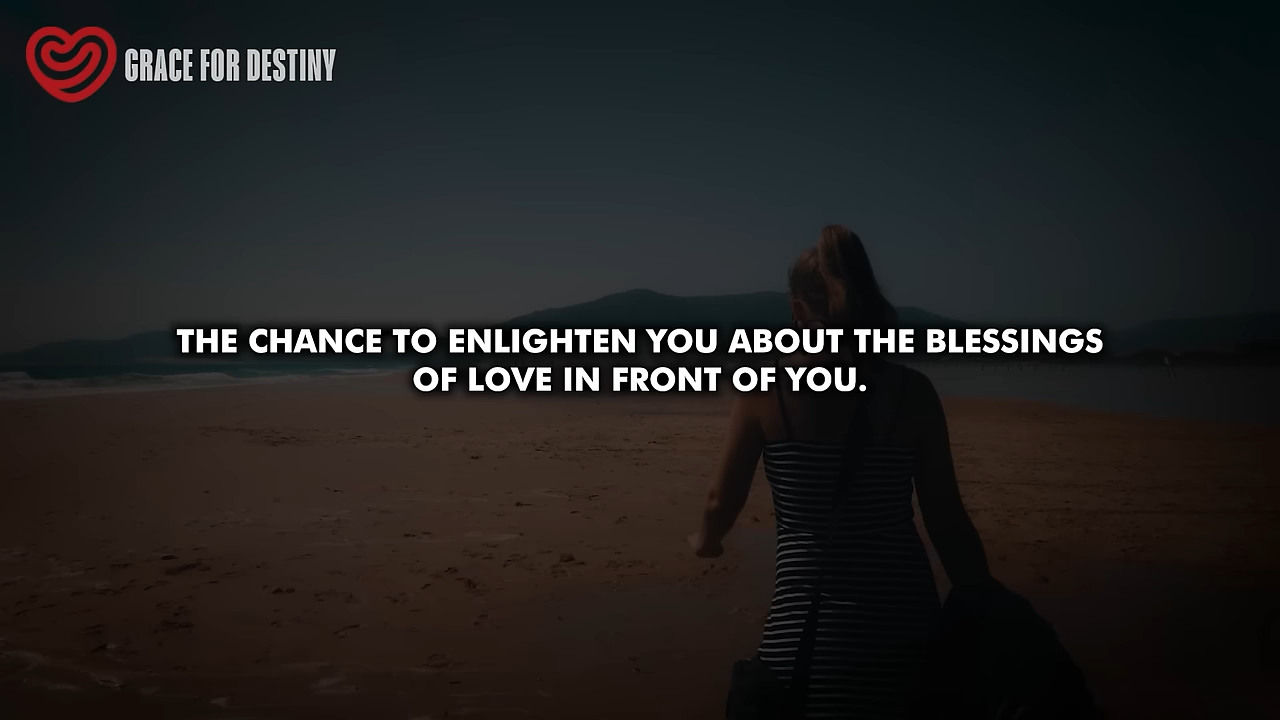 GRACE FOR DESTINY
THE CHANCE TO ENLIGHTEN YOU ABOUT THE BLESSINGS
OF LOVE IN FRONT OF YOU.